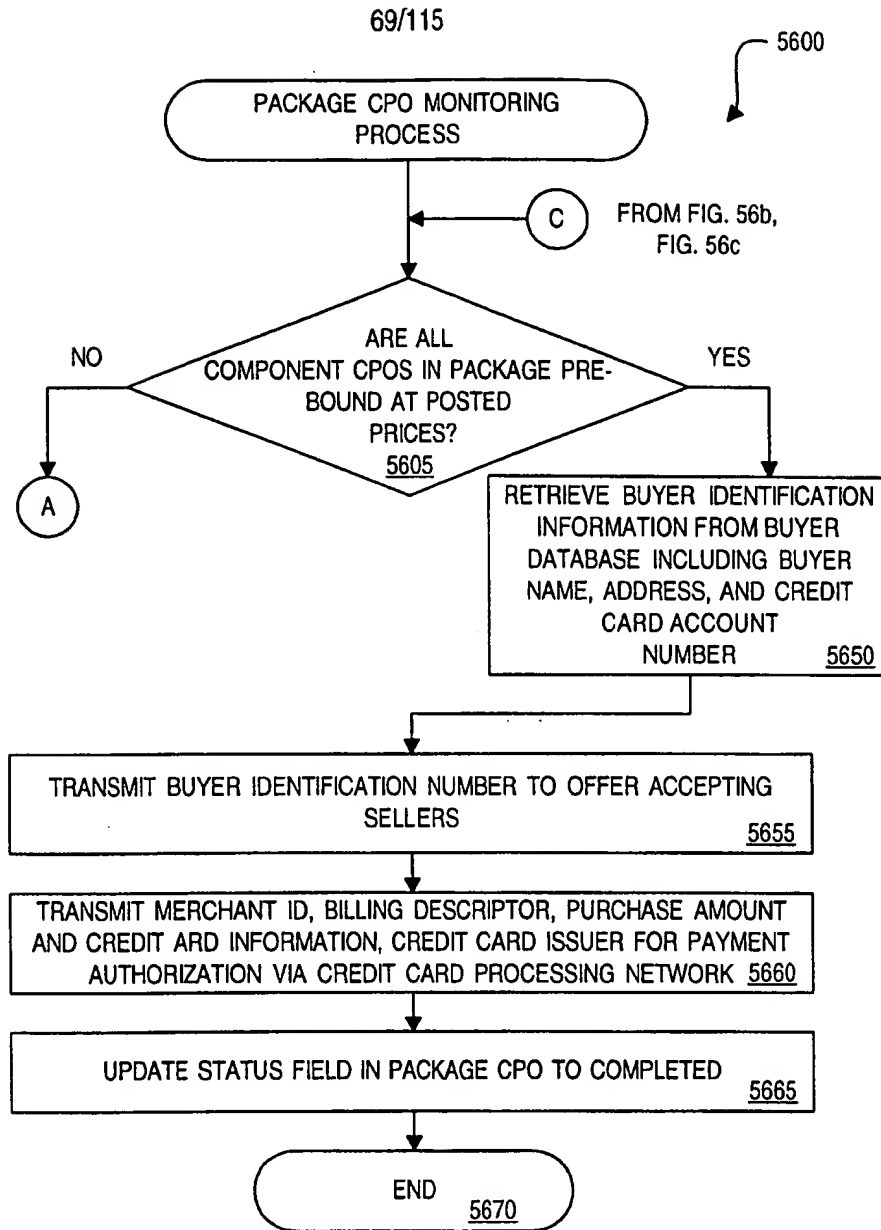 69/115
5600
PACKAGE CPO MONITORING
PROCESS
C
FROM FIG. 56b,
FIG. 56c
NO
YES
ARE ALL
COMPONENT CPOS IN PACKAGE PRE-
BOUND AT POSTED
PRICES?
5605
A
RETRIEVE BUYER IDENTIFICATION
INFORMATION FROM BUYER
DATABASE INCLUDING BUYER
NAME, ADDRESS, AND CREDIT
CARD ACCOUNT
NUMBER 5650
TRANSMIT BUYER IDENTIFICATION NUMBER TO OFFER ACCEPTING
SELLERS
5655
TRANSMIT MERCHANT ID, BILLING DESCRIPTOR, PURCHASE AMOUNT
AND CREDIT ARD INFORMATION, CREDIT CARD ISSUER FOR PAYMENT
AUTHORIZATION VIA CREDIT CARD PROCESSING NETWORK 5660
UPDATE STATUS FIELD IN PACKAGE CPO TO COMPLETED
5665
END
5670